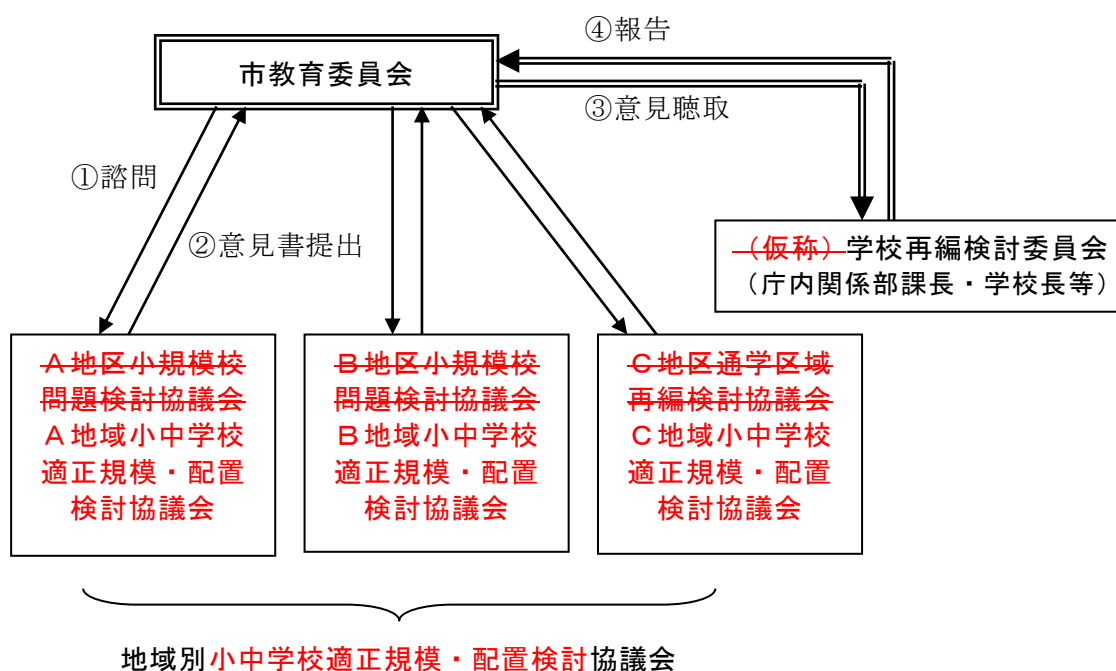 ④報告
市教育委員会
③意見聴取
①諮問
②意見書提出
（仮称）学校再編検討委員会
（庁内関係部課長・学校長等）
Ａ地区小規模校
問題検討協議会
Ａ地域小中学校
適正規模・配置
検討協議会
Ｂ地区小規模校
問題検討協議会
Ｂ地域小中学校
適正規模・配置
検討協議会
Ｃ地区通学区域
再編検討協議会
Ｃ地域小中学校
適正規模・配置
検討協議会
地域別小中学校適正規模・配置検討協議会